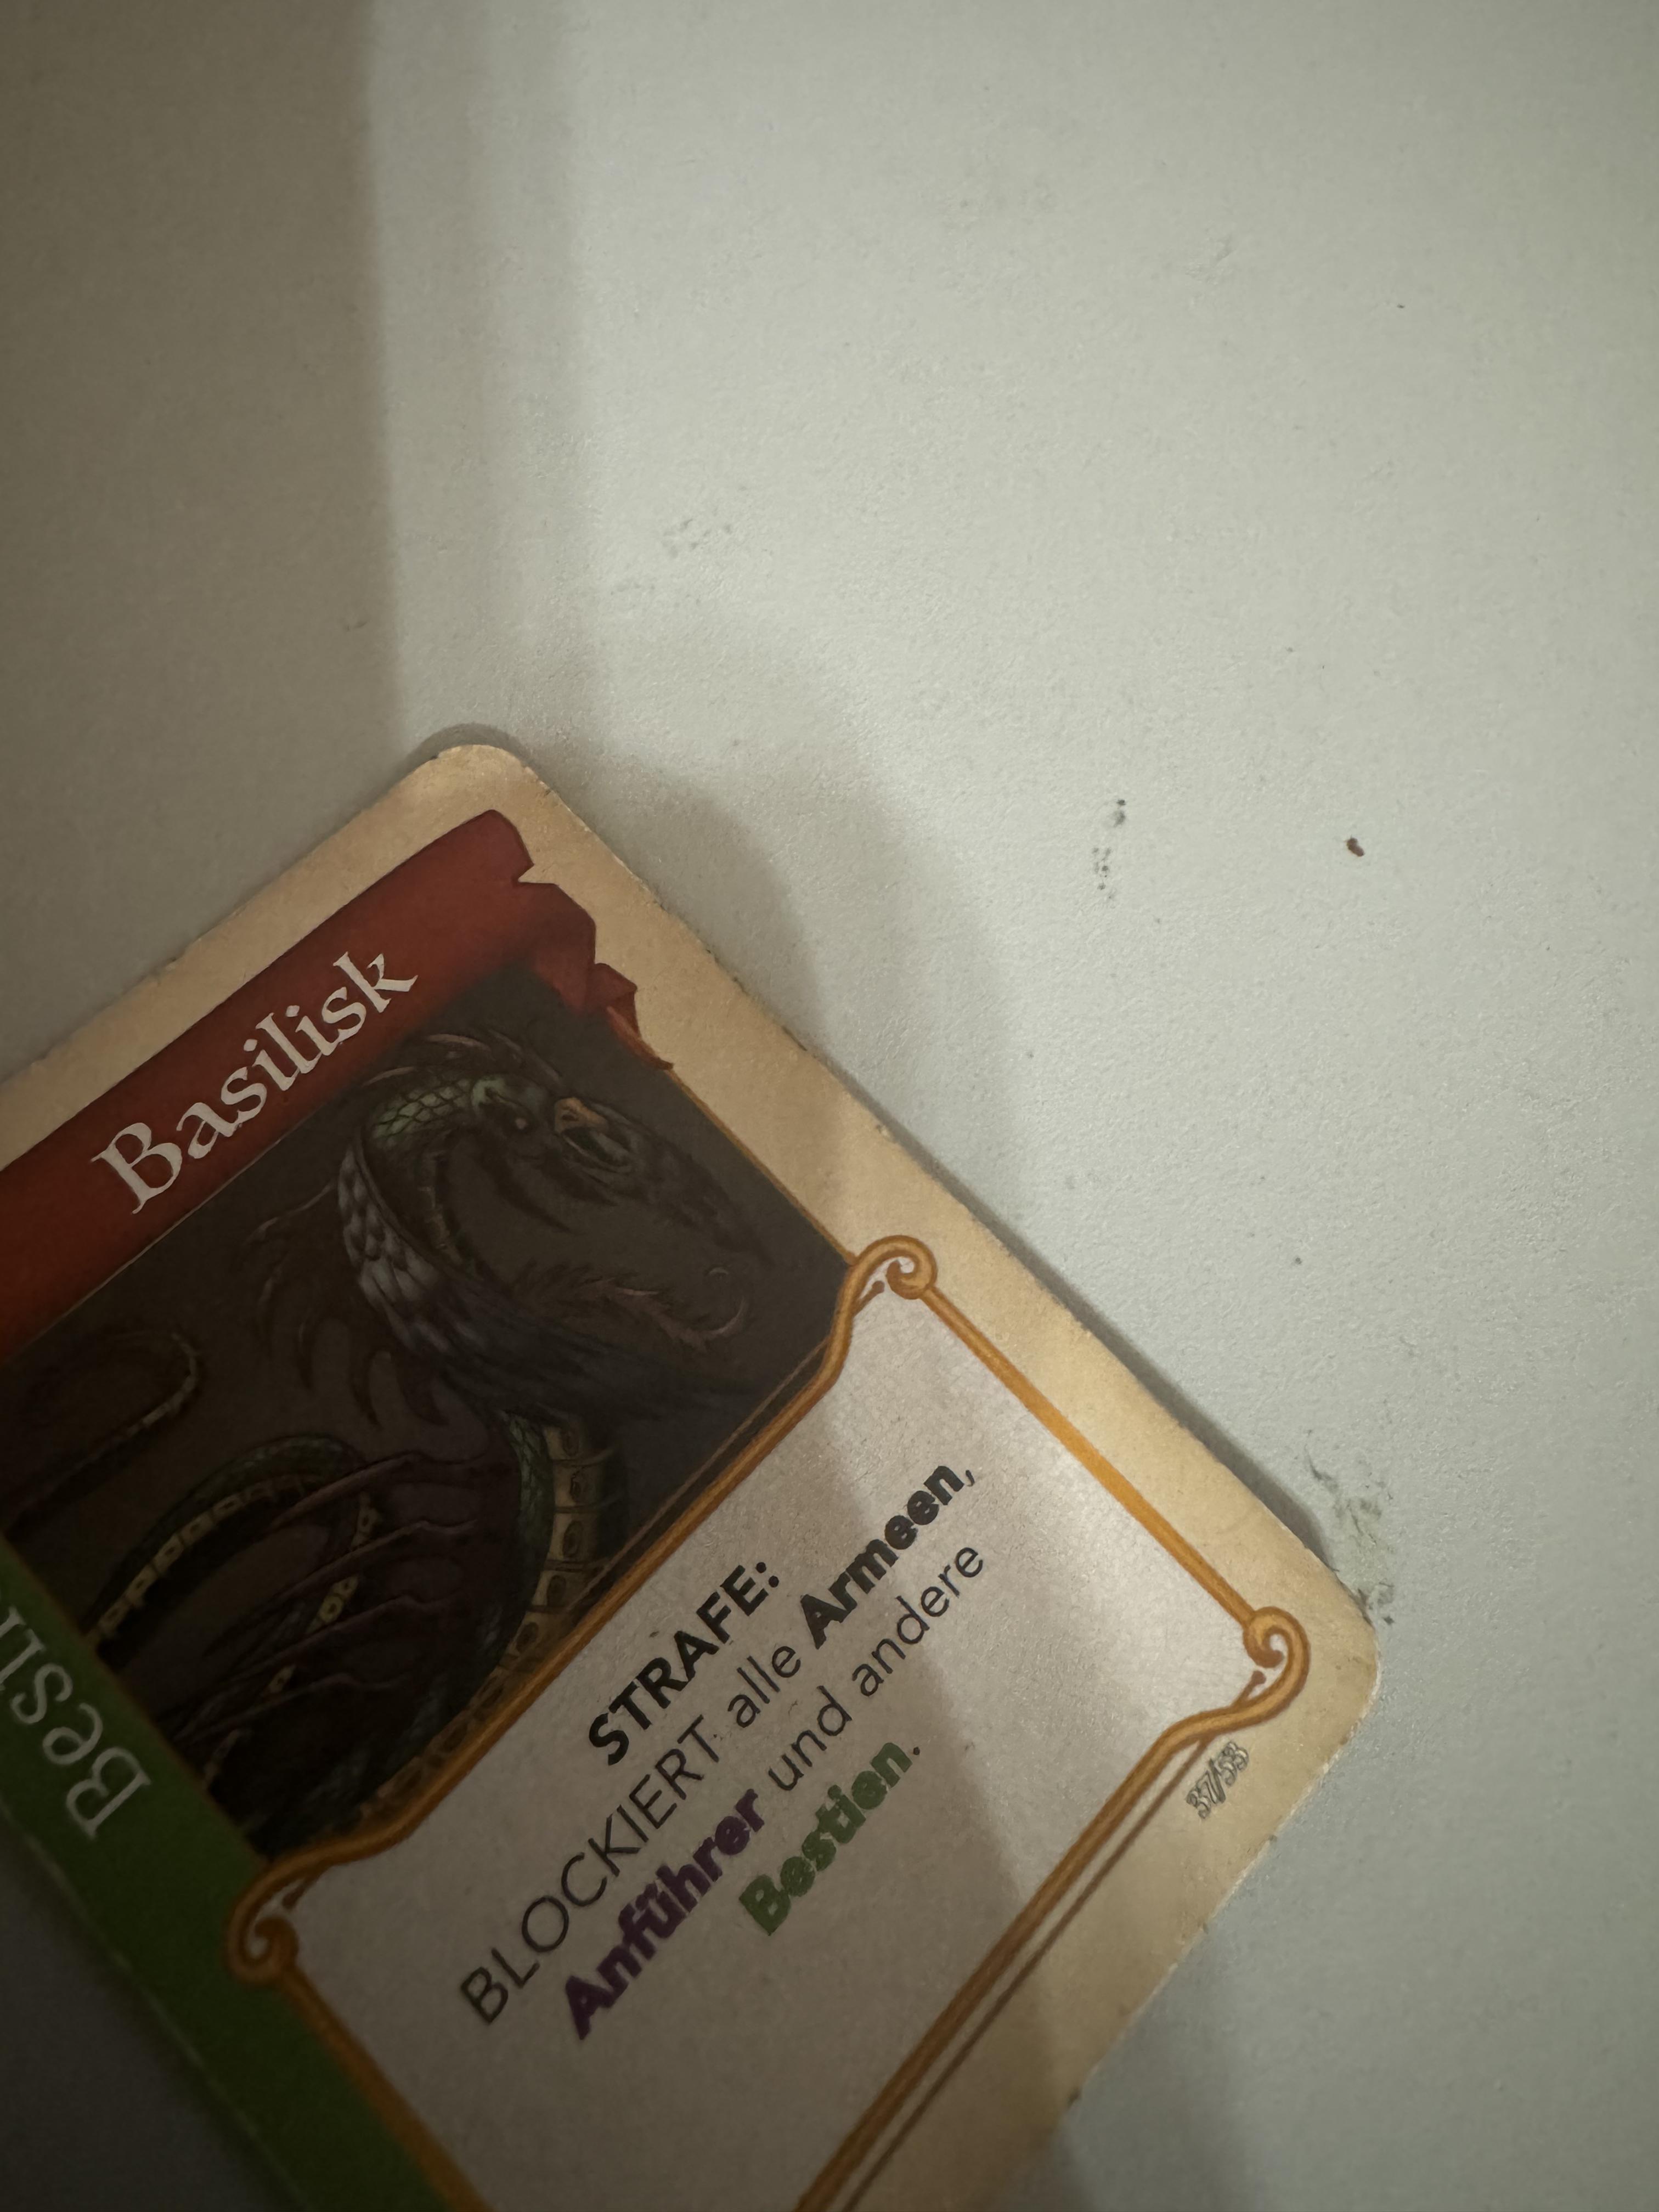 Basilisk
STRAFE:
BLOCKIERT alle Armeen,
Anführer und andere
Bestien.
37/53